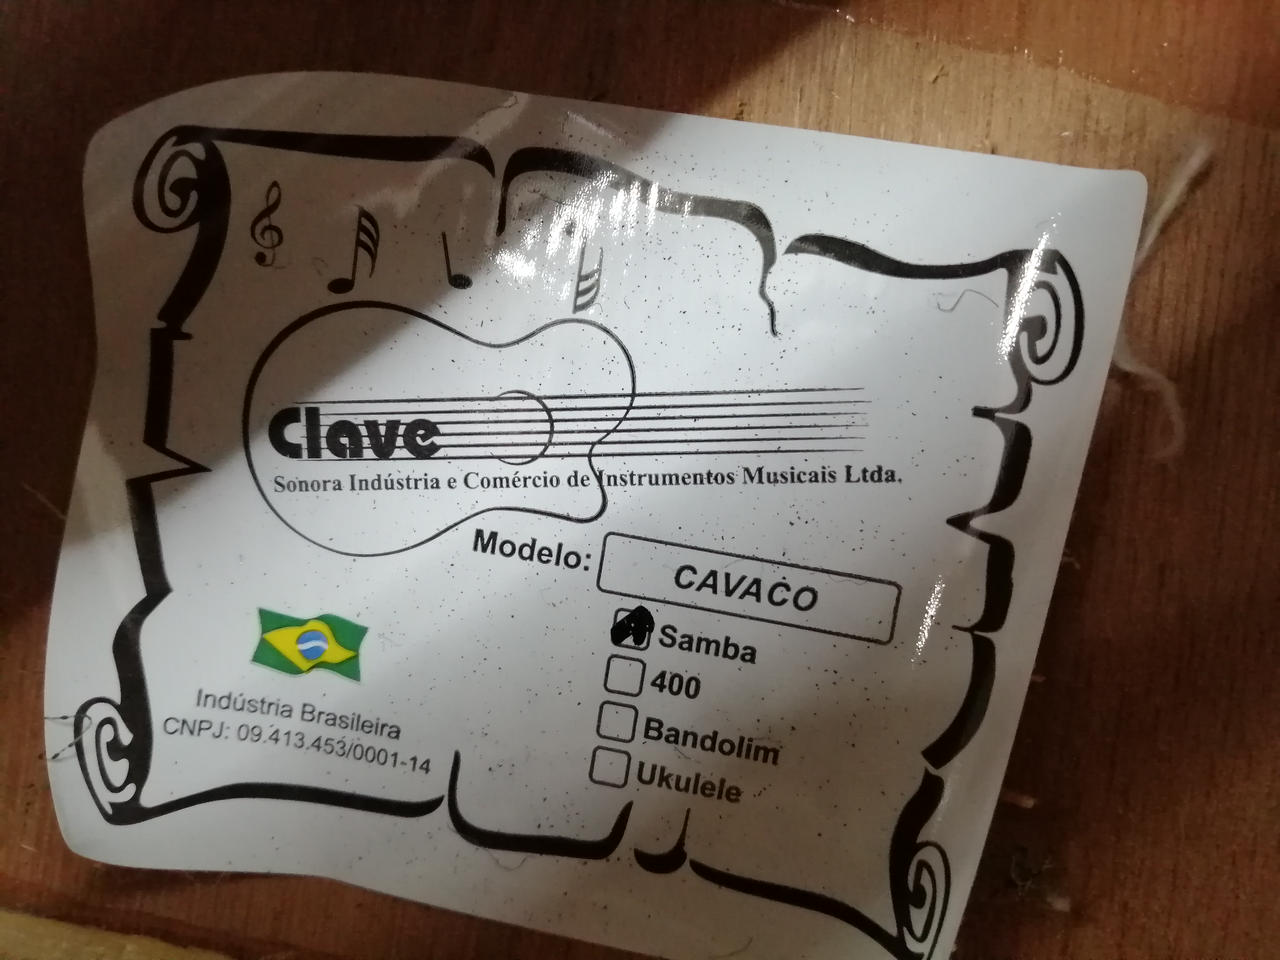 Clave
Sonora Indústria e Comércio de Instrumentos Musicais Ltda.
Modelo: CAVACO
Samba
400
Bandolim
Ukulele
Indústria Brasileira
CNPJ: 09.413.453/0001-14